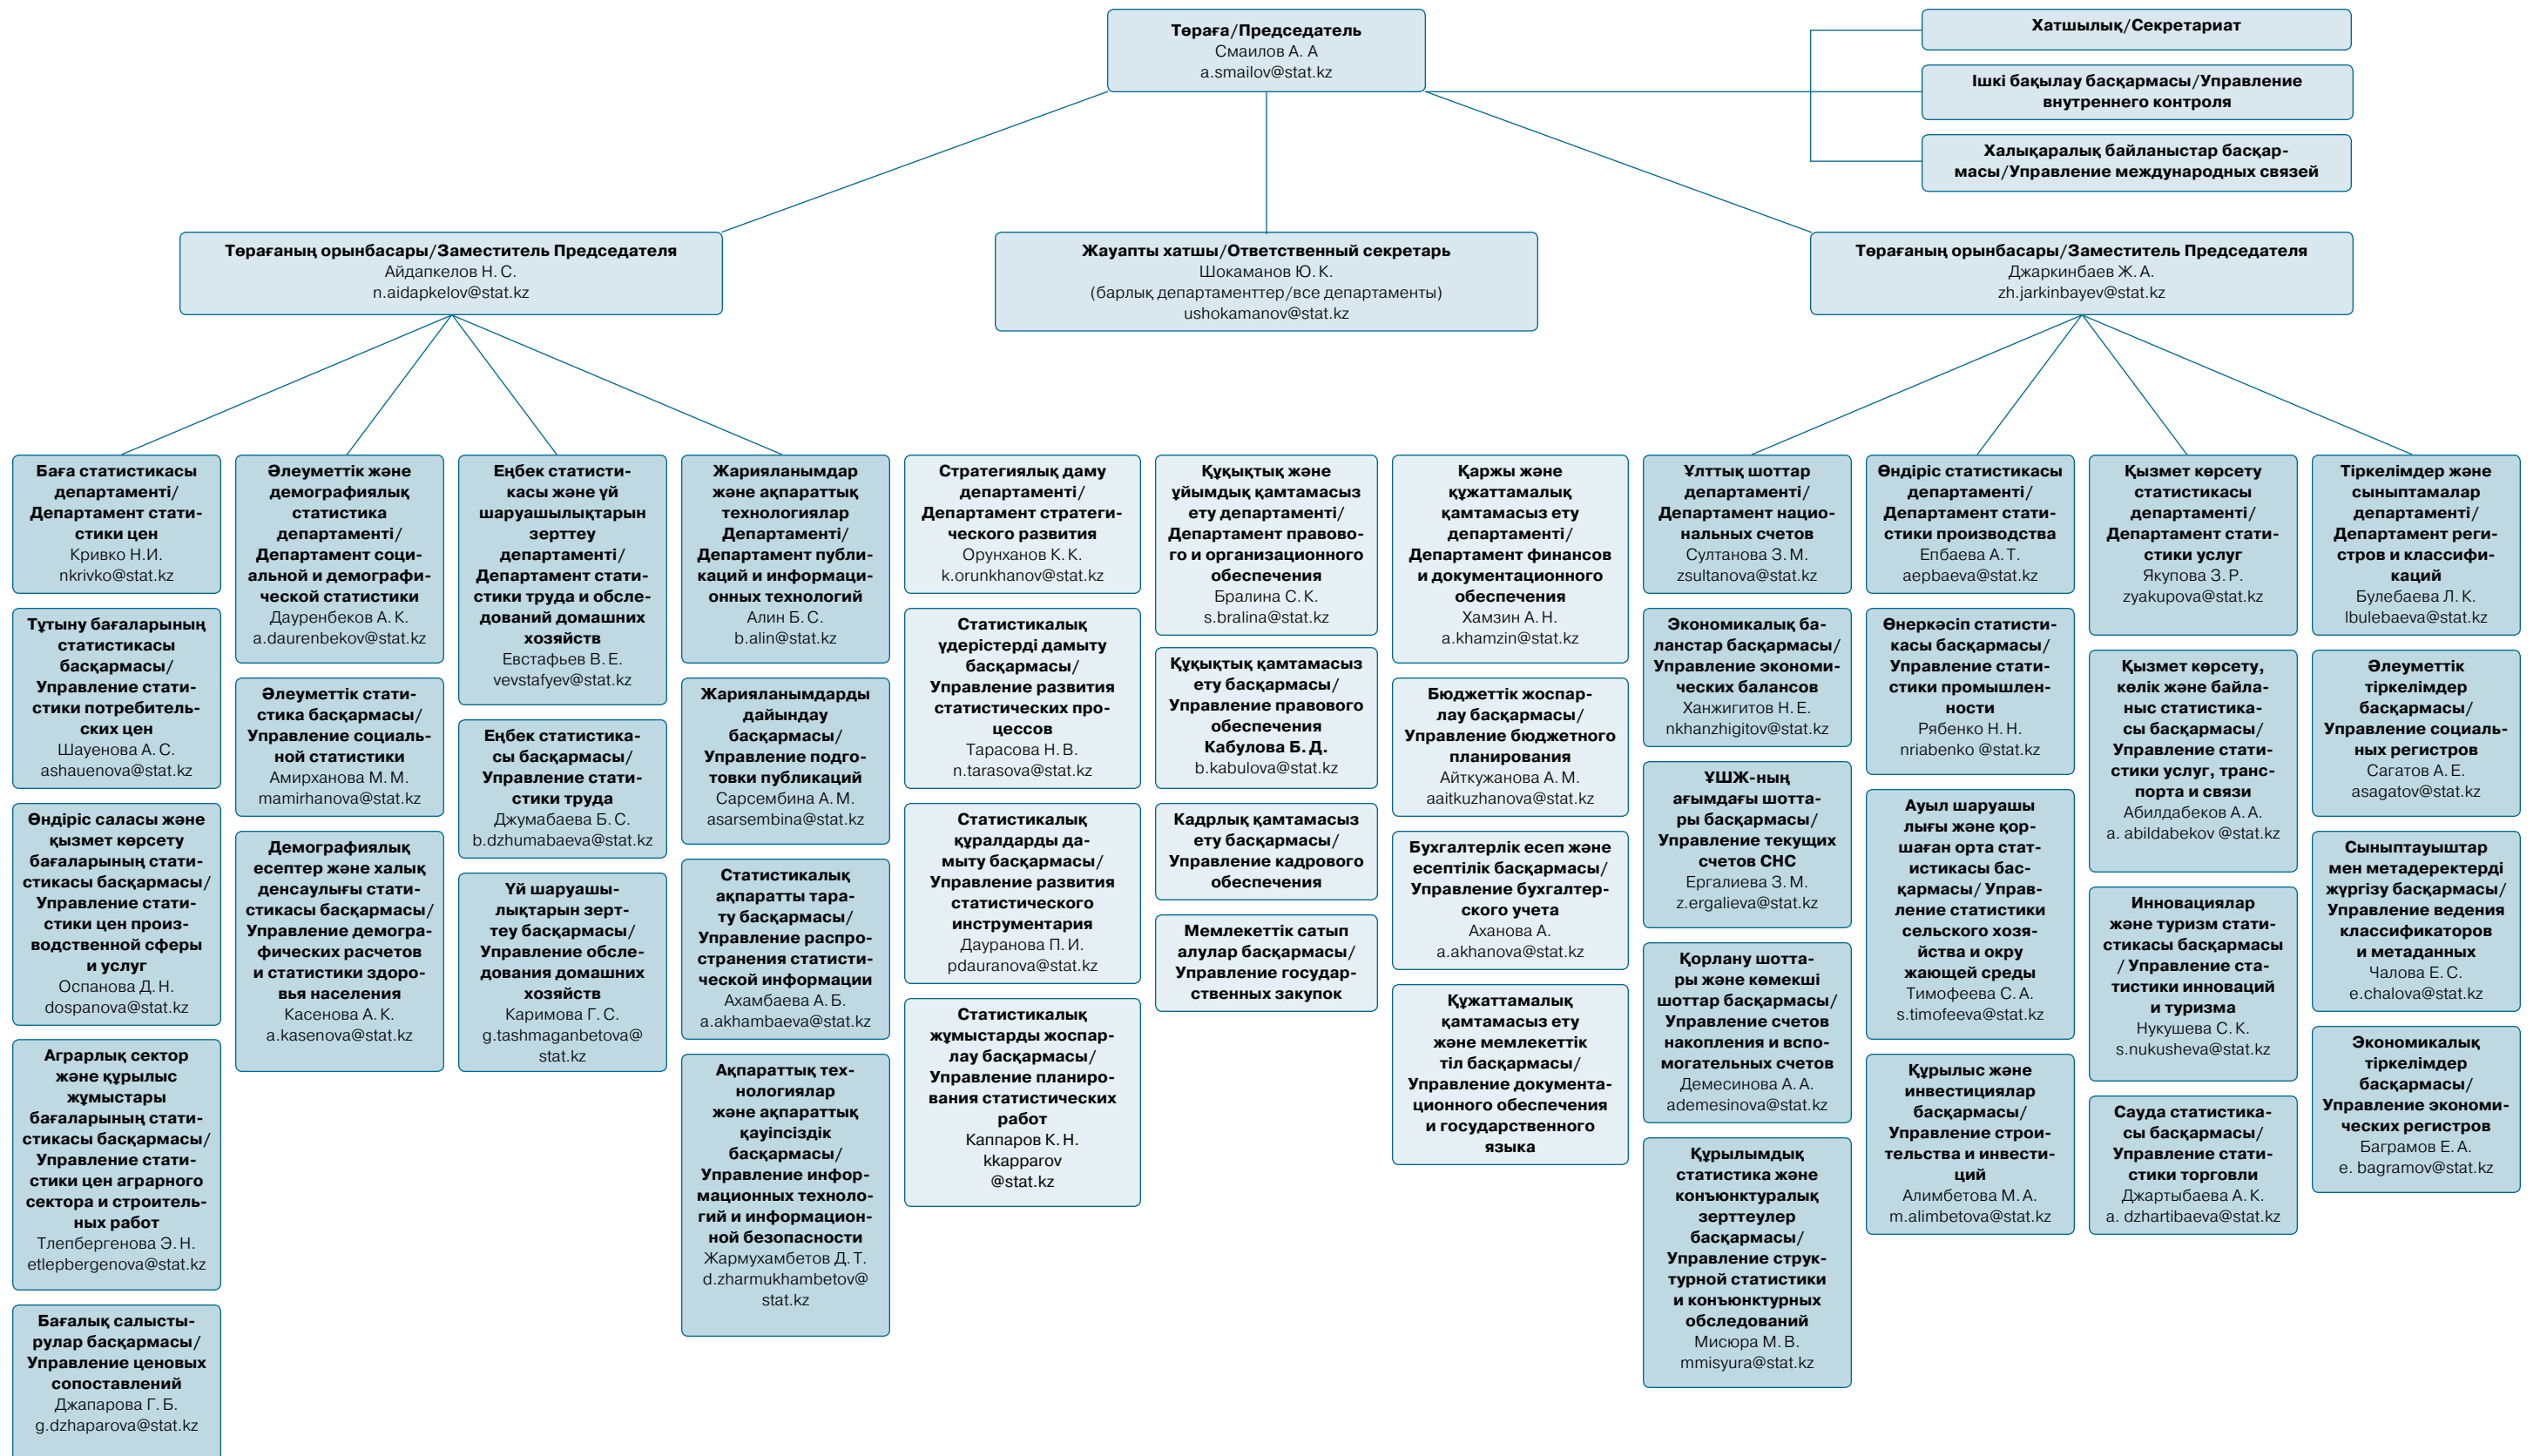 Төраға/Председатель
Смаилов А. А
a.smailov@stat.kz
Хатшылық/Секретариат
Ішкі бақылау басқармасы/Управление
внутреннего контроля
Халықаралық байланыстар басқар-
масы/Управление международных связей
Төрағаның орынбасары/Заместитель Председателя
Айдапкелов Н. С.
n.aidapkelov@stat.kz
Жауапты хатшы/Ответственный секретарь
Шокаманов Ю. К.
(барлық департаменттер/все департаменты)
ushokamanov@stat.kz
Төрағаның орынбасары/Заместитель Председателя
Джаркинбаев Ж. А.
zh.jarkinbayev@stat.kz
Баға статистикасы
департаменті/
Департамент стати-
стики цен
Кривко Н.И.
nkrivko@stat.kz
Тұтыну бағаларының
статистикасы
басқармасы/
Управление стати-
стики потребитель-
ских цен
Шауенова А. С.
ashauenova@stat.kz
Өндіріс саласы және
қызмет көрсету
бағаларының стати-
стикасы басқармасы/
Управление стати-
стики цен произ-
водственной сферы
и услуг
Оспанова Д. Н.
dospanova@stat.kz
Аграрлық сектор
және құрылыс
жұмыстары
бағаларының стати-
стикасы басқармасы/
Управление стати-
стики цен аграрного
сектора и строитель-
ных работ
Тлепбергенова Э. Н.
etlepbergenova@stat.kz
Бағалық салысты-
рулар басқармасы/
Управление ценовых
сопоставлений
Джапарова Г. Б.
g.dzhaparova@stat.kz
Әлеуметтік және
демографиялық
статистика
департаменті/
Департамент соци-
альной и демографи-
ческой статистики
Дауренбеков А. К.
a.daurenbekov@stat.kz
Әлеуметтік стати-
стика басқармасы/
Управление социаль-
ной статистики
Амирханова М. М.
mamirhanova@stat.kz
Демографиялық
есептер және халық
денсаулығы стати-
стикасы басқармасы/
Управление демогра-
фических расчетов
и статистики здоро-
вья населения
Касенова А. К.
a.kasenova@stat.kz
Еңбек статисти-
касы және үй
шаруашылықтарын
зерттеу
департаменті/
Департамент стати-
стики труда и обсле-
дований домашних
хозяйств
Евстафьев В. Е.
vevstafyev@stat.kz
Еңбек статистика-
сы басқармасы/
Управление стати-
стики труда
Джумабаева Б. С.
b.dzhumabaeva@stat.kz
Үй шаруашы-
лықтарын зерт-
теу басқармасы/
Управление обсле-
дования домашних
хозяйств
Каримова Г. С.
g.tashmaganbetova@
stat.kz
Жарияланымдар
және ақпараттық
технологиялар
Департаменті/
Департамент публи-
каций и информаци-
онных технологий
Алин Б. С.
b.alin@stat.kz
Жарияланымдарды
дайындау
басқармасы/
Управление подго-
товки публикаций
Сарсембина А. М.
asarsembina@stat.kz
Статистикалық
ақпаратты тара-
ту басқармасы/
Управление распро-
странения статисти-
ческой информации
Ахамбаева А. Б.
a.akhambaeva@stat.kz
Ақпараттық тех-
нологиялар
және ақпараттық
қауіпсіздік
басқармасы/
Управление инфор-
мационных техноло-
гий и информацион-
ной безопасности
Жармухамбетов Д. Т.
d.zharmukhambetov@
stat.kz
Стратегиялық даму
департаменті/
Департамент стратеги-
ческого развития
Орунханов К. К.
k.orunkhanov@stat.kz
Статистикалық
үдерістерді дамыту
басқармасы/
Управление развития
статистических про-
цессов
Тарасова Н. В.
n.tarasova@stat.kz
Статистикалық
құралдарды да-
мыту басқармасы/
Управление развития
статистического
инструментария
Дауранова П. И.
pdauranova@stat.kz
Статистикалық
жұмыстарды жоспар-
лау басқармасы/
Управление планиро-
вания статистических
работ
Каппаров К. Н.
kkapparov
@stat.kz
Құқықтық және
ұйымдық қамтамасыз
ету департаменті/
Департамент правово-
го и организационного
обеспечения
Бралина С. К.
s.bralina@stat.kz
Құқықтық қамтамасыз
ету басқармасы/
Управление правового
обеспечения
Кабулова Б. Д.
b.kabulova@stat.kz
Кадрлық қамтамасыз
ету басқармасы/
Управление кадрового
обеспечения
Мемлекеттік сатып
алулар басқармасы/
Управление государ-
ственных закупок
Қаржы және
құжаттамалық
қамтамасыз ету
департаменті/
Департамент финансов
и документационного
обеспечения
Хамзин А. Н.
a.khamzin@stat.kz
Бюджеттік жоспар-
лау басқармасы/
Управление бюджетного
планирования
Айткужанова А. М.
aaitkuzhanova@stat.kz
Бухгалтерлік есеп және
есептілік басқармасы/
Управление бухгалтер-
ского учета
Аханова А.
a.akhanova@stat.kz
Құжаттамалық
қамтамасыз ету
және мемлекеттік
тіл басқармасы/
Управление документа-
ционного обеспечения
и государственного
языка
Ұлттық шоттар
департаменті/
Департамент нацио-
нальных счетов
Султанова З. М.
zsultanova@stat.kz
Экономикалық ба-
ланстар басқармасы/
Управление экономи-
ческих балансов
Ханжигитов Н. Е.
nkhanzhigitov@stat.kz
ҰШЖ-ның
ағымдағы шотта-
ры басқармасы/
Управление текущих
счетов СНС
Ергалиева З. М.
z.ergalieva@stat.kz
Қорлану шотта-
ры және көмекші
шоттар басқармасы/
Управление счетов
накопления и вспо-
могательных счетов
Демесинова А. А.
ademesinova@stat.kz
Құрылымдық
статистика және
конъюнктуралық
зерттеулер
басқармасы/
Управление струк-
турной статистики
и конъюнктурных
обследований
Мисюра М. В.
mmisyura@stat.kz
Өндіріс статистикасы
департаменті/
Департамент стати-
стики производства
Епбаева А. Т.
aepbaeva@stat.kz
Өнеркәсіп статисти-
касы басқармасы/
Управление стати-
стики промышлен-
ности
Рябенко Н. Н.
nriabenko @stat.kz
Ауыл шаруашы
лығы және қор-
шаған орта стат-
истикасы бас-
қармасы/ Управ-
ление статистики
сельского хозя-
йства и окру
жающей среды
Тимофеева С. А.
s.timofeeva@stat.kz
Құрылыс және
инвестициялар
басқармасы/
Управление строи-
тельства и инвести-
ций
Алимбетова М. А.
m.alimbetova@stat.kz
Қызмет көрсету
статистикасы
департаменті/
Департамент стати-
стики услуг
Якупова З. Р.
zyakupova@stat.kz
Қызмет көрсету,
көлік және байла-
ныс статистика-
сы басқармасы/
Управление стати-
стики услуг, транс-
порта и связи
Абилдабеков А. А.
a. abildabekov @stat.kz
Инновациялар
және туризм стати-
стикасы басқармасы
/ Управление ста-
тистики инноваций
и туризма
Нукушева С. К.
s.nukusheva@stat.kz
Сауда статистика-
сы басқармасы/
Управление стати-
стики торговли
Джартыбаева А. К.
a. dzhartibaeva@stat.kz
Тіркелімдер және
сыныптамалар
департаменті/
Департамент реги-
стров и классифи-
каций
Булебаева Л. К.
lbulebaeva@stat.kz
Әлеуметтік
тіркелімдер
басқармасы/
Управление социаль-
ных регистров
Сагатов А. Е.
asagatov@stat.kz
Сыныптауыштар
мен метадеректерді
жүргізу басқармасы/
Управление ведения
классификаторов
и метаданных
Чалова Е. С.
e.chalova@stat.kz
Экономикалық
тіркелімдер
басқармасы/
Управление экономи-
ческих регистров
Баграмов Е. А.
e. bagramov@stat.kz